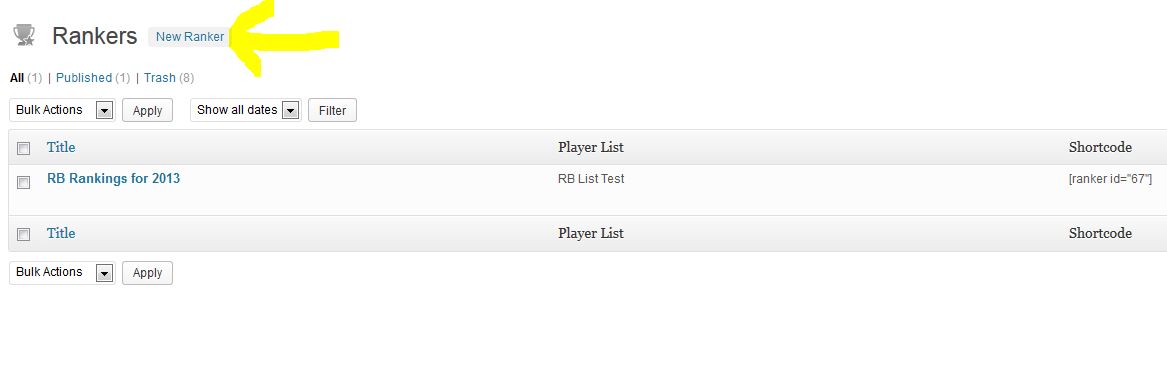 Rankers New Ranker
All (1) | Published (1) | Trash (8)
Bulk Actions Apply Show all dates Filter
Title Player List Shortcode
RB Rankings for 2013 RB List Test [ranker id="67"]
Title Player List Shortcode
Bulk Actions Apply